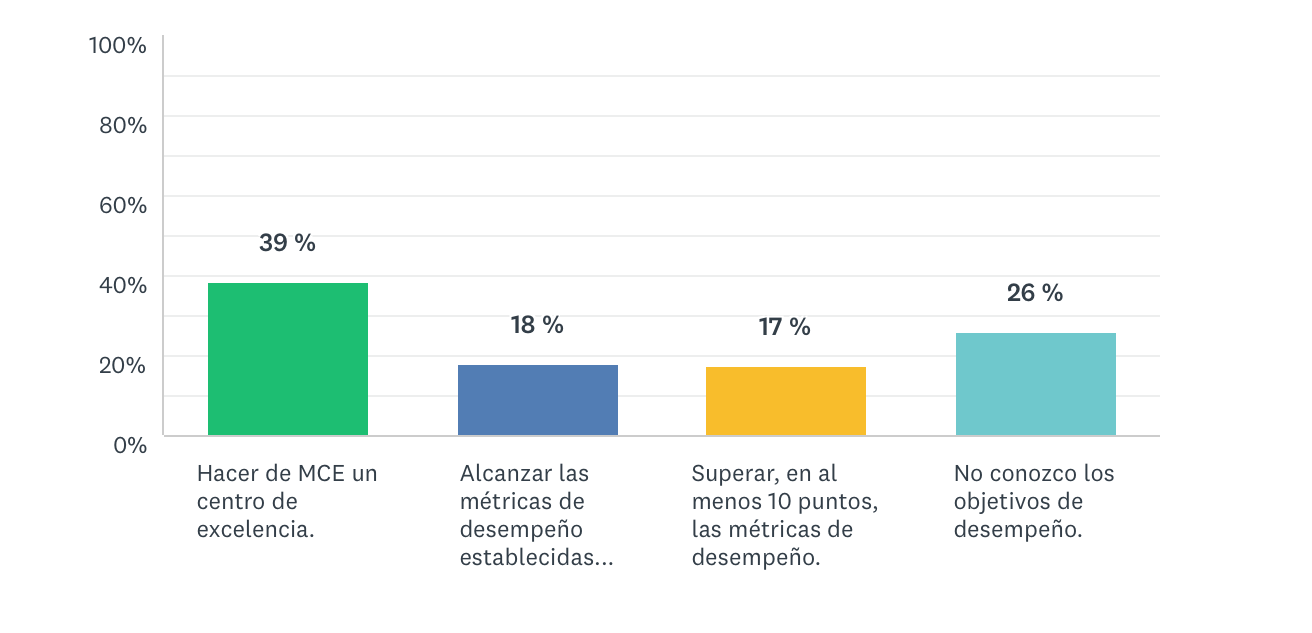 100%
80%
60%
40%
20%
0%
39 %
18 %
17 %
26 %
Hacer de MCE un
centro de
excelencia.
Alcanzar las
métricas de
desempeño
establecidas...
Superar, en al
menos 10 puntos,
las métricas de
desempeño.
No conozco los
objetivos de
desempeño.